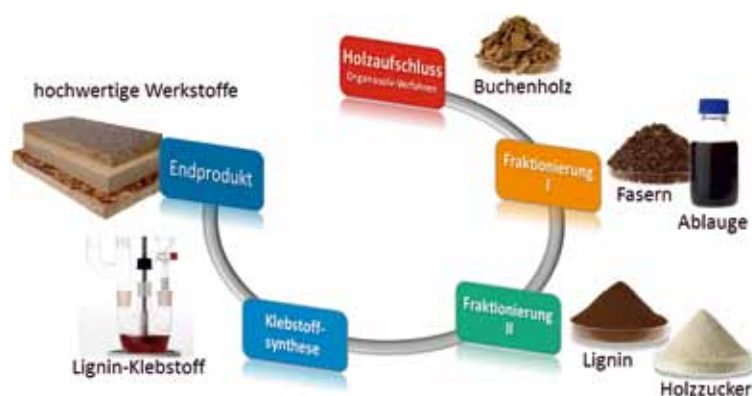 Holzaufschluss
Organosolv-Verfahren
Buchenholz
Fraktionierung
I
Fasern
Ablauge
Fraktionierung
II
Lignin
Holzzucker
Klebstoff-
synthese
Lignin-Klebstoff
Endprodukt
hochwertige Werkstoffe